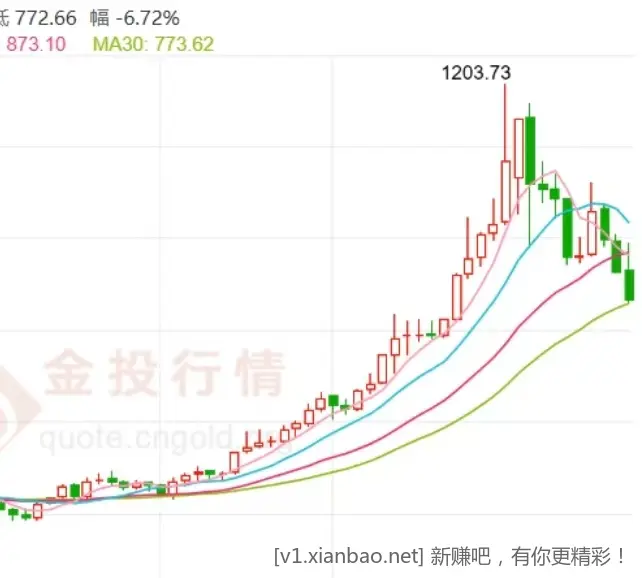 低 772.66 幅 -6.72%
873.10 MA30: 773.62
1203.73
金投行情
quote.cngold.org
[v1.xianbao.net] 新赚吧，有你更精彩！